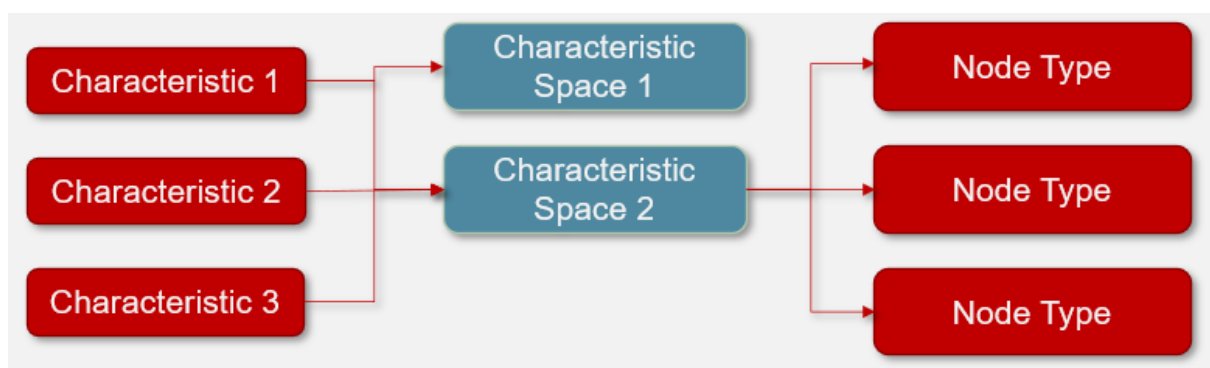 Characteristic 1
Characteristic 2
Characteristic 3
Characteristic
Space 1
Characteristic
Space 2
Node Type
Node Type
Node Type